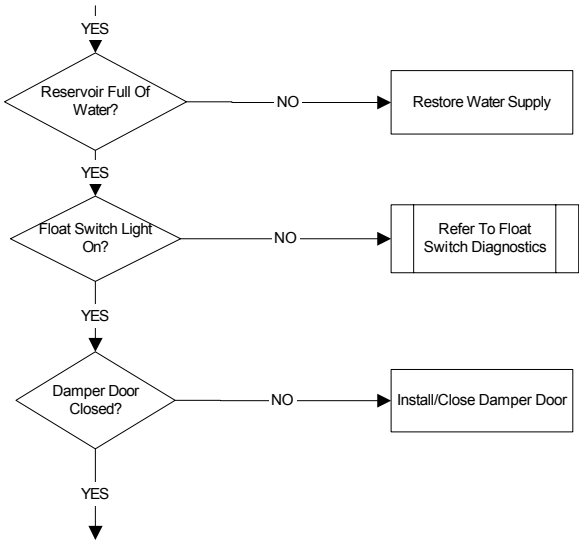 YES
Reservoir Full Of
Water?
NO
Restore Water Supply
YES
Float Switch Light
On?
NO
Refer To Float
Switch Diagnostics
YES
Damper Door
Closed?
NO
Install/Close Damper Door
YES